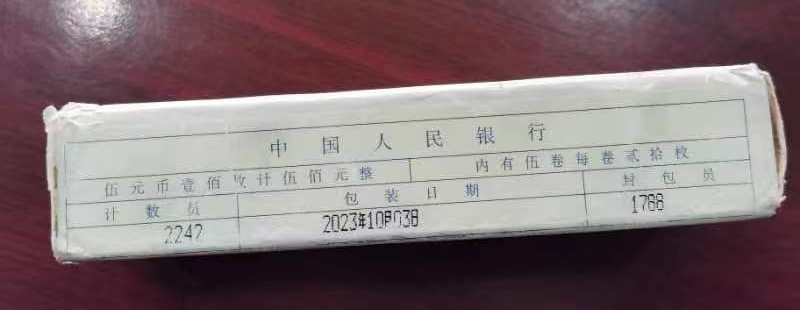 中国人民银行
伍元币壹佰枚计伍佰元整 内有伍卷每卷贰拾枚
计数员 包装日期 封包员
2242 2023年10月03日 1788